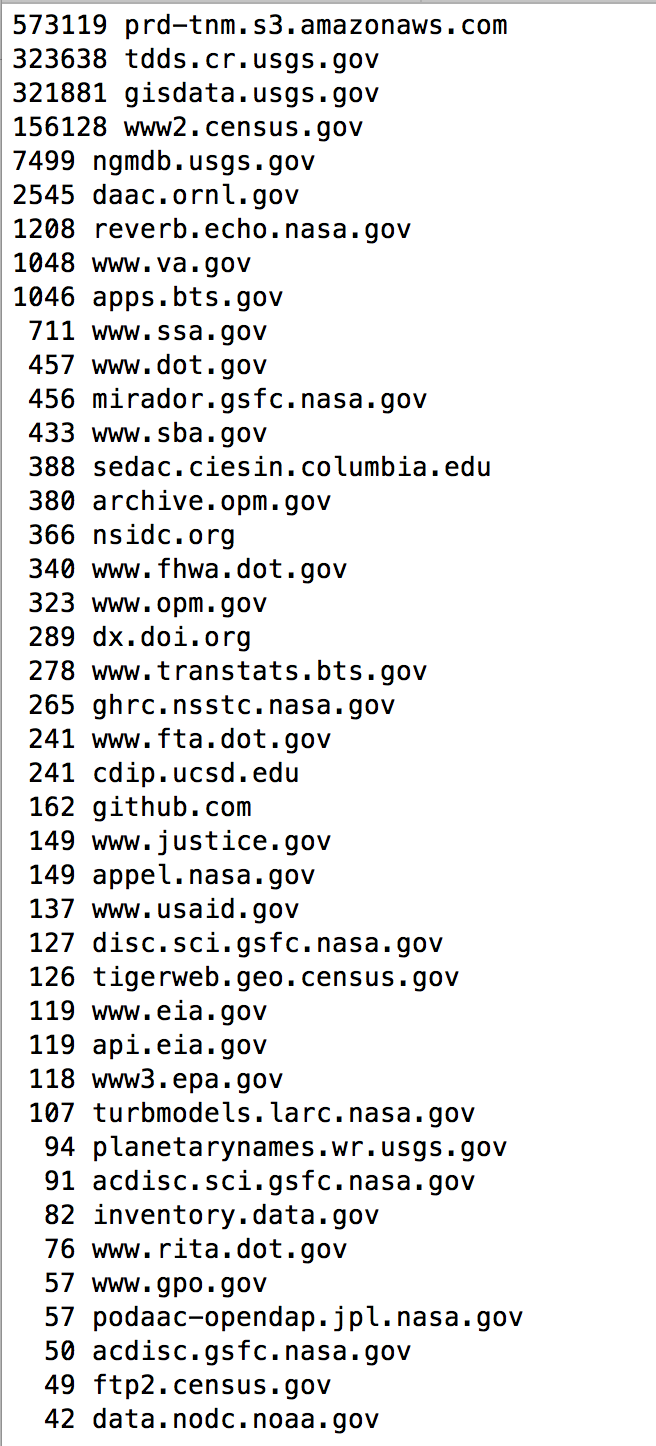 573119 prd-tnm.s3.amazonaws.com
323638 tdds.cr.usgs.gov
321881 gisdata.usgs.gov
156128 www2.census.gov
7499 ngmdb.usgs.gov
2545 daac.ornl.gov
1208 reverb.echo.nasa.gov
1048 www.va.gov
1046 apps.bts.gov
711 www.ssa.gov
457 www.dot.gov
456 mirador.gsfc.nasa.gov
433 www.sba.gov
388 sedac.ciesin.columbia.edu
380 archive.opm.gov
366 nsidc.org
340 www.fhwa.dot.gov
323 www.opm.gov
289 dx.doi.org
278 www.transtats.bts.gov
265 ghrc.nsstc.nasa.gov
241 www.fta.dot.gov
241 cdip.ucsd.edu
162 github.com
149 www.justice.gov
149 appel.nasa.gov
137 www.usaid.gov
127 disc.sci.gsfc.nasa.gov
126 tigerweb.geo.census.gov
119 www.eia.gov
119 api.eia.gov
118 www3.epa.gov
107 turbmodels.larc.nasa.gov
94 planetarynames.wr.usgs.gov
91 acdisc.sci.gsfc.nasa.gov
82 inventory.data.gov
76 www.rita.dot.gov
57 www.gpo.gov
57 podaac-opendap.jpl.nasa.gov
50 acdisc.gsfc.nasa.gov
49 ftp2.census.gov
42 data.nodc.noaa.gov